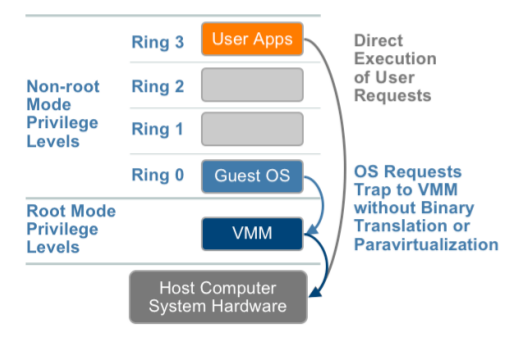 Ring 3
User Apps
Direct
Execution
of User
Requests
Non-root
Mode
Privilege
Levels
Ring 2
Ring 1
Ring 0
Guest OS
OS Requests
Trap to VMM
without Binary
Translation or
Paravirtualization
Root Mode
Privilege
Levels
VMM
Host Computer
System Hardware